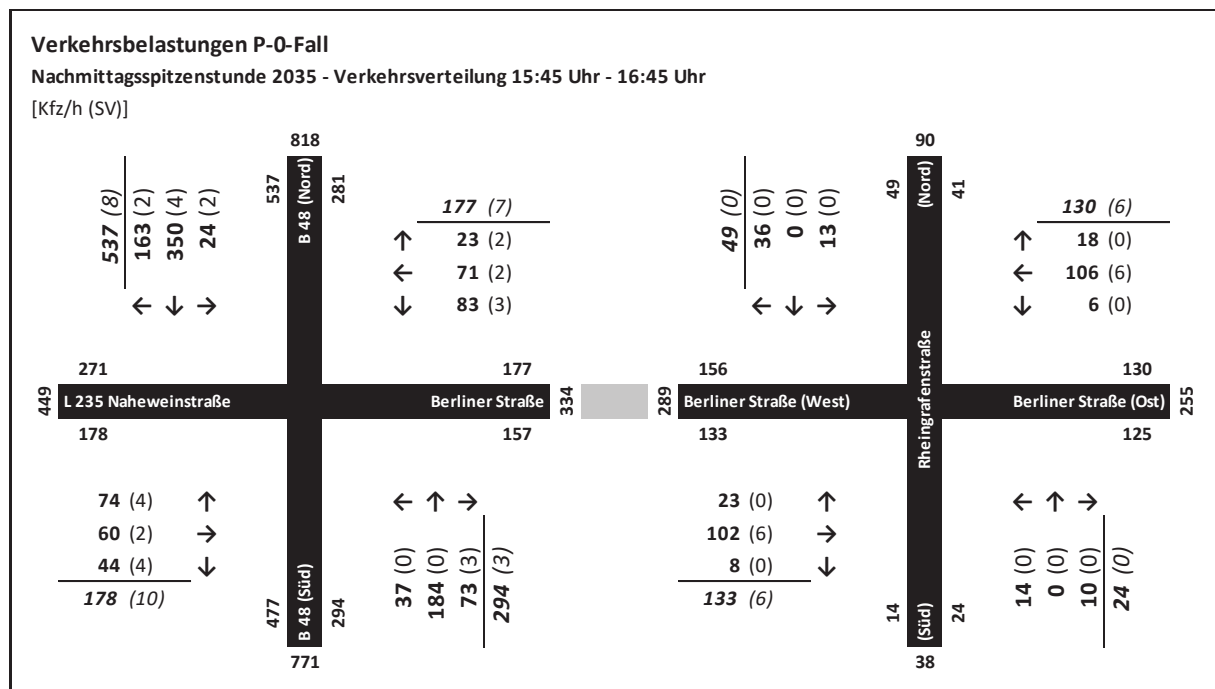 Verkehrsbelastungen P-0-Fall
Nachmittagsspitzenstunde 2035 - Verkehrsverteilung 15:45 Uhr - 16:45 Uhr
[Kfz/h (SV)]
818
537
B 48 (Nord)
281
537 (8)
163 (2)
350 (4)
24 (2)
← ↓ →
177 (7)
↑ 23 (2)
← 71 (2)
↓ 83 (3)
271
177
449
L 235 Naheweinstraße
Berliner Straße
334
178
157
74 (4) ↑
60 (2) →
44 (4) ↓
178 (10)
← ↑ →
37 (0)
184 (0)
73 (3)
294 (3)
477
B 48 (Süd)
294
771
90
49
(Nord)
41
49 (0)
36 (0)
0 (0)
13 (0)
← ↓ →
130 (6)
↑ 18 (0)
← 106 (6)
↓ 6 (0)
156
130
289
Berliner Straße (West)
Rheingrafenstraße
Berliner Straße (Ost)
255
133
125
23 (0) ↑
102 (6) →
8 (0) ↓
133 (6)
← ↑ →
14 (0)
0 (0)
10 (0)
24 (0)
14
(Süd)
24
38